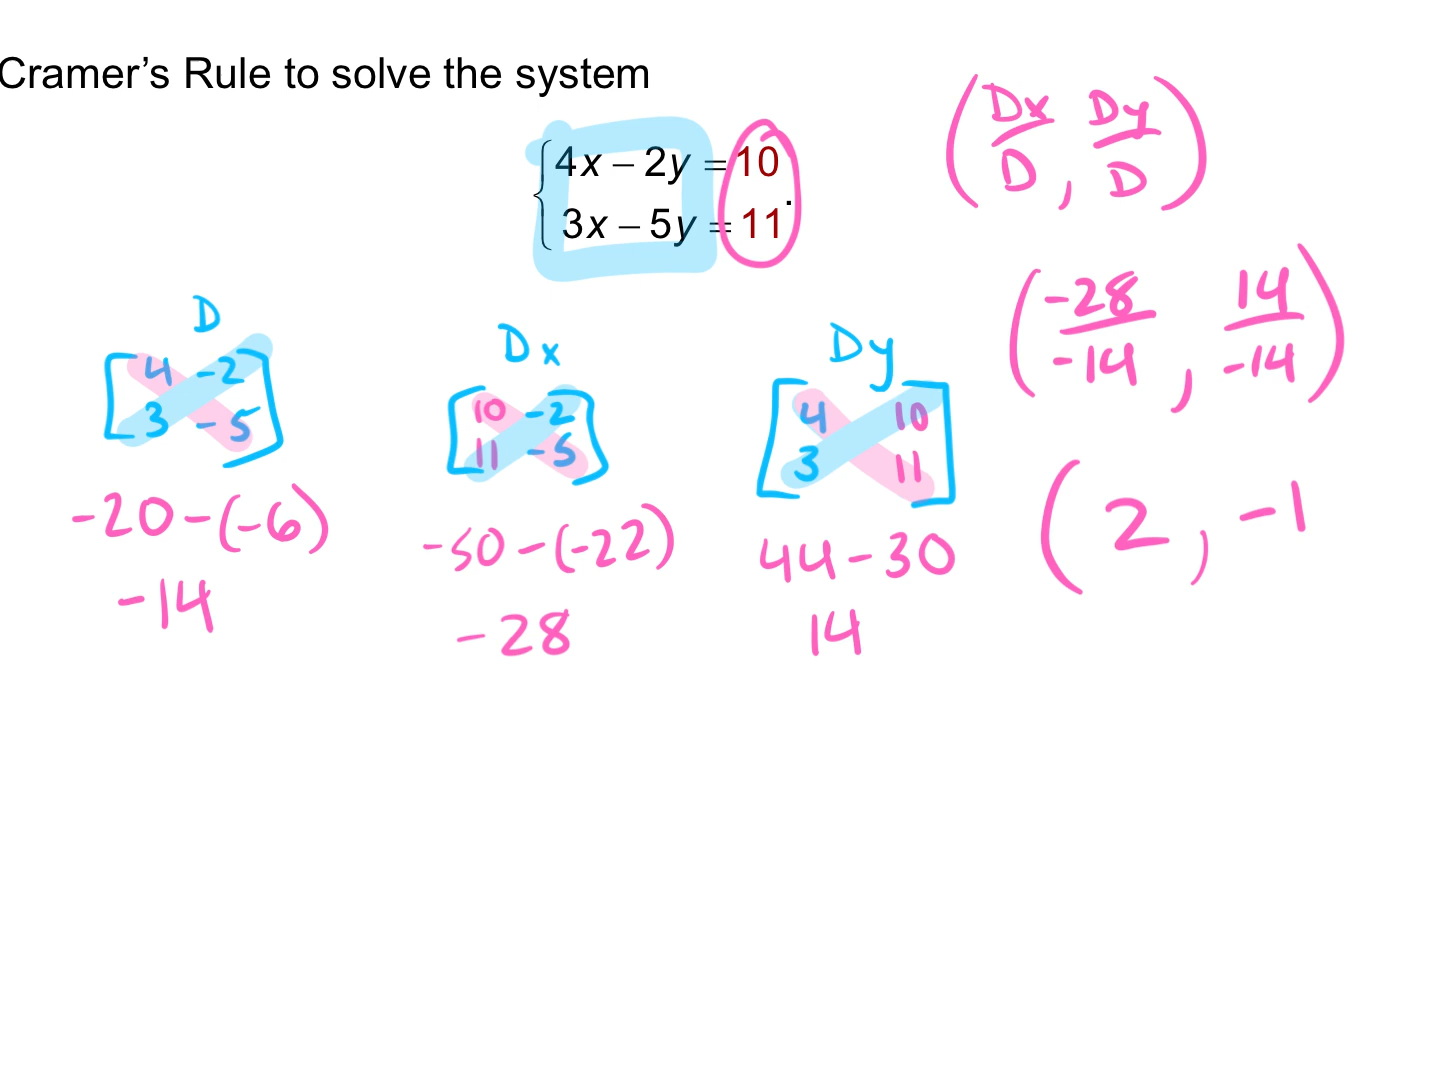 Cramer’s Rule to solve the system
4x – 2y = 10
3x – 5y = 11.
(Dx/D, Dy/D)
(-28/-14, 14/-14)
(2, -1
D
[4 -2
3 -5]
-20-(-6)
-14
Dx
[10 -2
11 -5]
-50-(-22)
-28
Dy
[4 10
3 11]
44-30
14